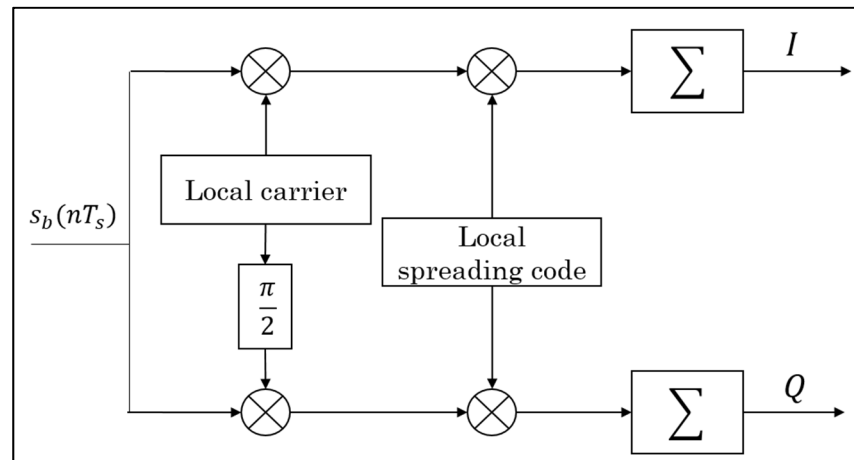 ∑
I
Local carrier
s_b(nT_s)
Local
spreading code
π/2
∑
Q